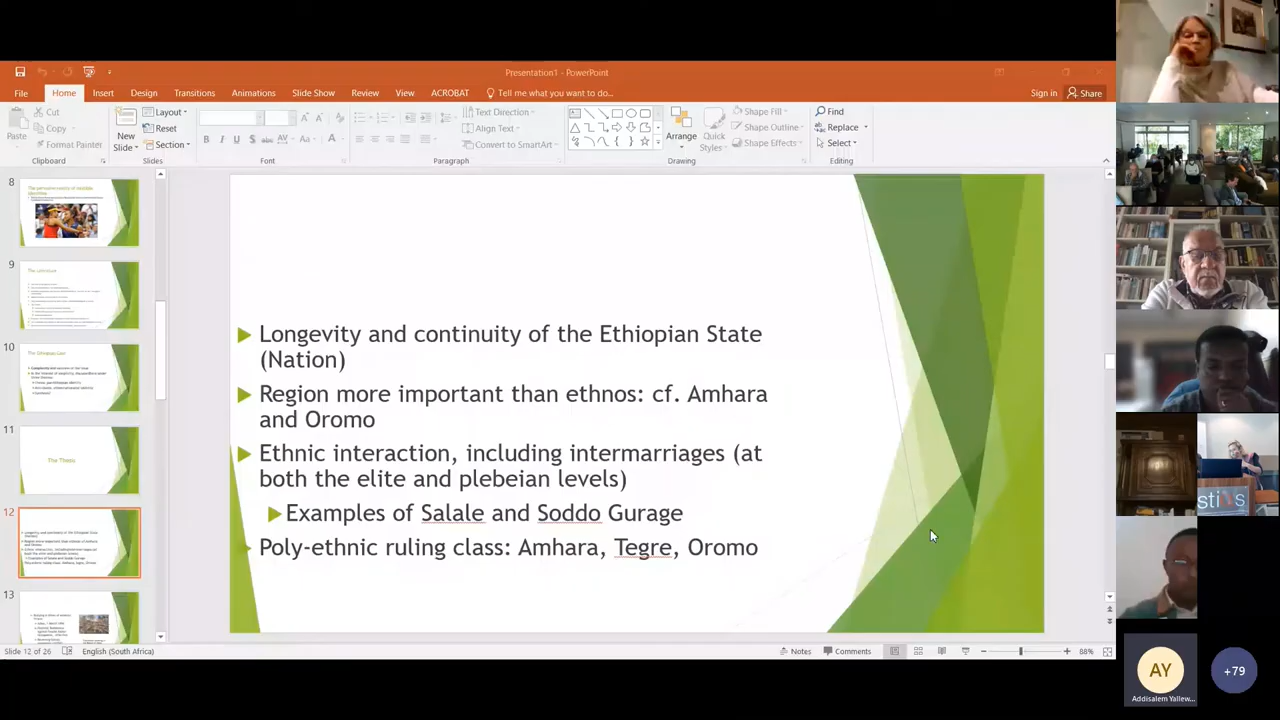 Presentation1 - PowerPoint
File Home Insert Design Transitions Animations Slide Show Review View ACROBAT Tell me what you want to do... Sign in Share
Paste
Cut
Copy
Format Painter
Clipboard
New Slide
Layout
Reset
Section
Slides
Font
Text Direction
Align Text
Convert to SmartArt
Paragraph
Arrange
Quick Styles
Shape Fill
Shape Outline
Shape Effects
Drawing
Find
Replace
Select
Editing
8
9
10
The Ethiopian Case
11
The Thesis
12
13
Longevity and continuity of the Ethiopian State
(Nation)
Region more important than ethnos: cf. Amhara
and Oromo
Ethnic interaction, including intermarriages (at
both the elite and plebeian levels)
Examples of Salale and Soddo Gurage
Poly-ethnic ruling class: Amhara, Tegre, Oromo
Slide 12 of 26 English (South Africa) Notes Comments 88%
AY
Addisalem Yallew...
+79